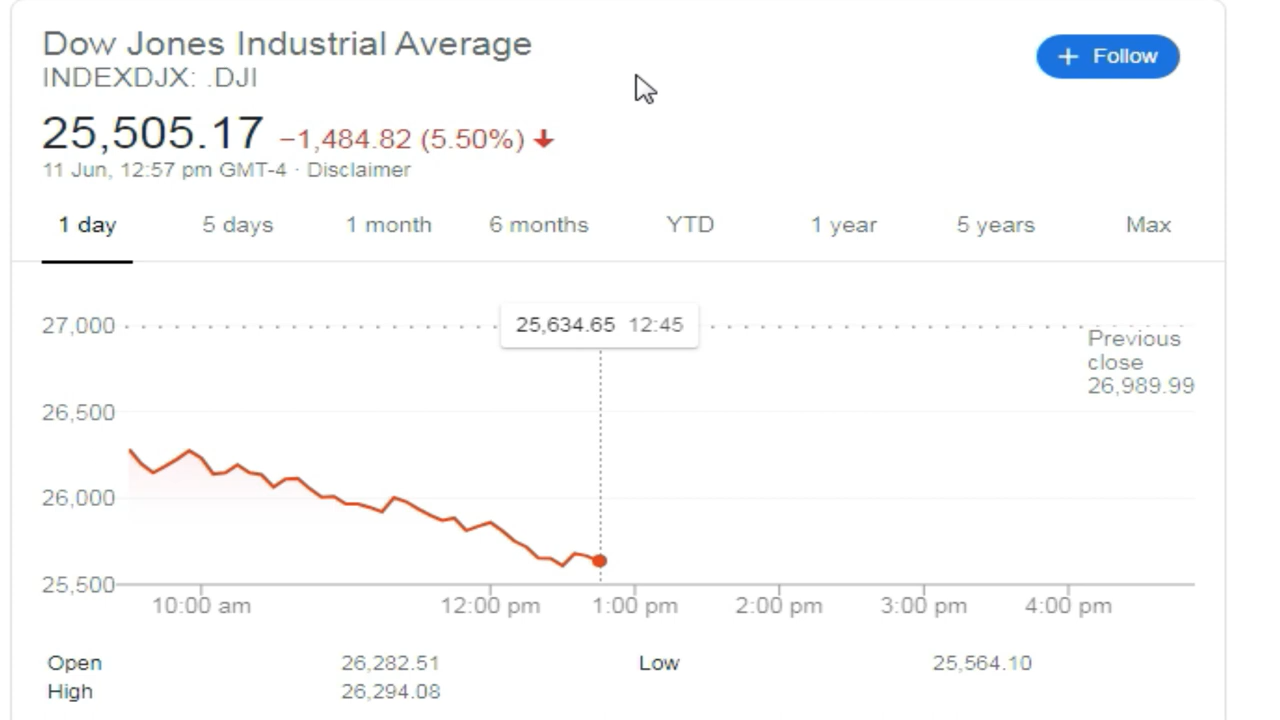 Dow Jones Industrial Average
INDEXDJX: .DJI
+ Follow
25,505.17 −1,484.82 (5.50%)
11 Jun, 12:57 pm GMT-4 · Disclaimer
1 day 5 days 1 month 6 months YTD 1 year 5 years Max
27,000
25,634.65 12:45
Previous
close
26,989.99
26,500
26,000
25,500
10:00 am 12:00 pm 1:00 pm 2:00 pm 3:00 pm 4:00 pm
Open 26,282.51 Low 25,564.10
High 26,294.08